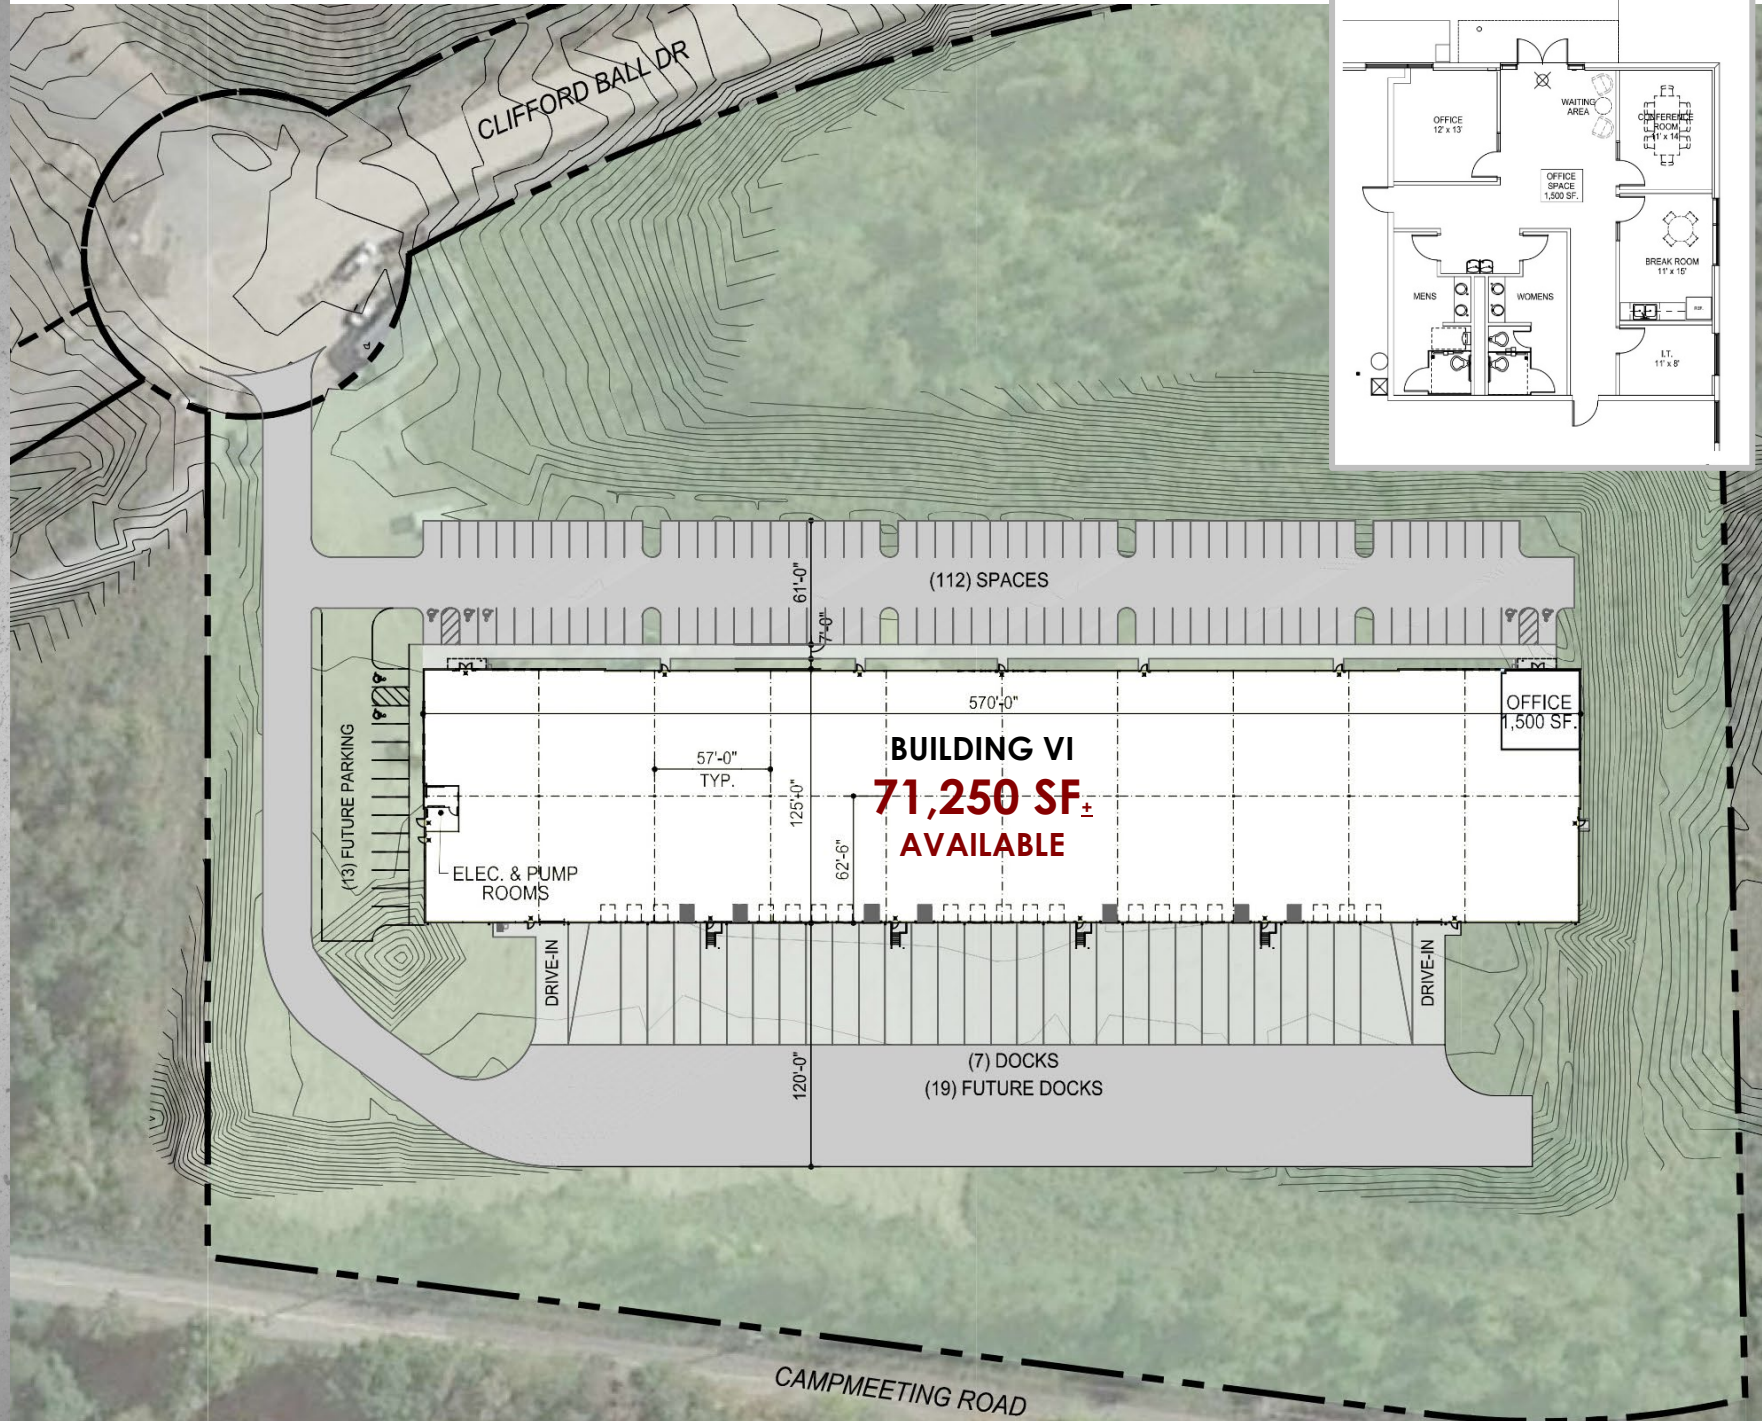 CLIFFORD BALL DR
OFFICE
12' x 13'
WAITING
AREA
CONFERENCE
ROOM
11' x 14'
OFFICE
SPACE
1,500 SF.
BREAK ROOM
11' x 15'
MENS
WOMENS
REF.
I.T.
11' x 8'
61'-0"
(112) SPACES
7'-0"
570'-0"
OFFICE
1,500 SF.
57'-0"
TYP.
BUILDING VI
71,250 SF±
AVAILABLE
125'-0"
62'-6"
(13) FUTURE PARKING
ELEC. & PUMP
ROOMS
DRIVE-IN
DRIVE-IN
(7) DOCKS
(19) FUTURE DOCKS
120'-0"
CAMPMEETING ROAD